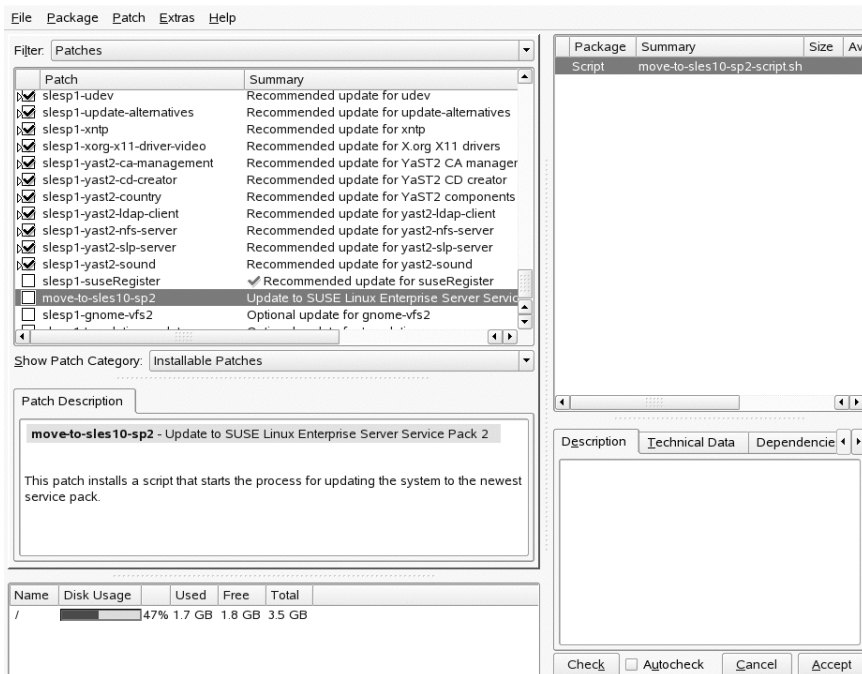 File Package Patch Extras Help
Filter: Patches
Patch Summary
slesp1-udev Recommended update for udev
slesp1-update-alternatives Recommended update for update-alternatives
slesp1-xntp Recommended update for xntp
slesp1-xorg-x11-driver-video Recommended update for X.org X11 drivers
slesp1-yast2-ca-management Recommended update for YaST2 CA manager
slesp1-yast2-cd-creator Recommended update for YaST2 CD creator
slesp1-yast2-country Recommended update for YaST2 components
slesp1-yast2-ldap-client Recommended update for yast2-ldap-client
slesp1-yast2-nfs-server Recommended update for yast2-nfs-server
slesp1-yast2-slp-server Recommended update for yast2-slp-server
slesp1-yast2-sound Recommended update for yast2-sound
slesp1-suseRegister Recommended update for suseRegister
move-to-sles10-sp2 Update to SUSE Linux Enterprise Server Servic
slesp1-gnome-vfs2 Optional update for gnome-vfs2
Show Patch Category: Installable Patches
Patch Description
move-to-sles10-sp2 - Update to SUSE Linux Enterprise Server Service Pack 2
This patch installs a script that starts the process for updating the system to the newest
service pack.
Name Disk Usage Used Free Total
/ 47% 1.7 GB 1.8 GB 3.5 GB
Package Summary Size Av
Script move-to-sles10-sp2-script.sh
Description Technical Data Dependencie
Check Autocheck Cancel Accept